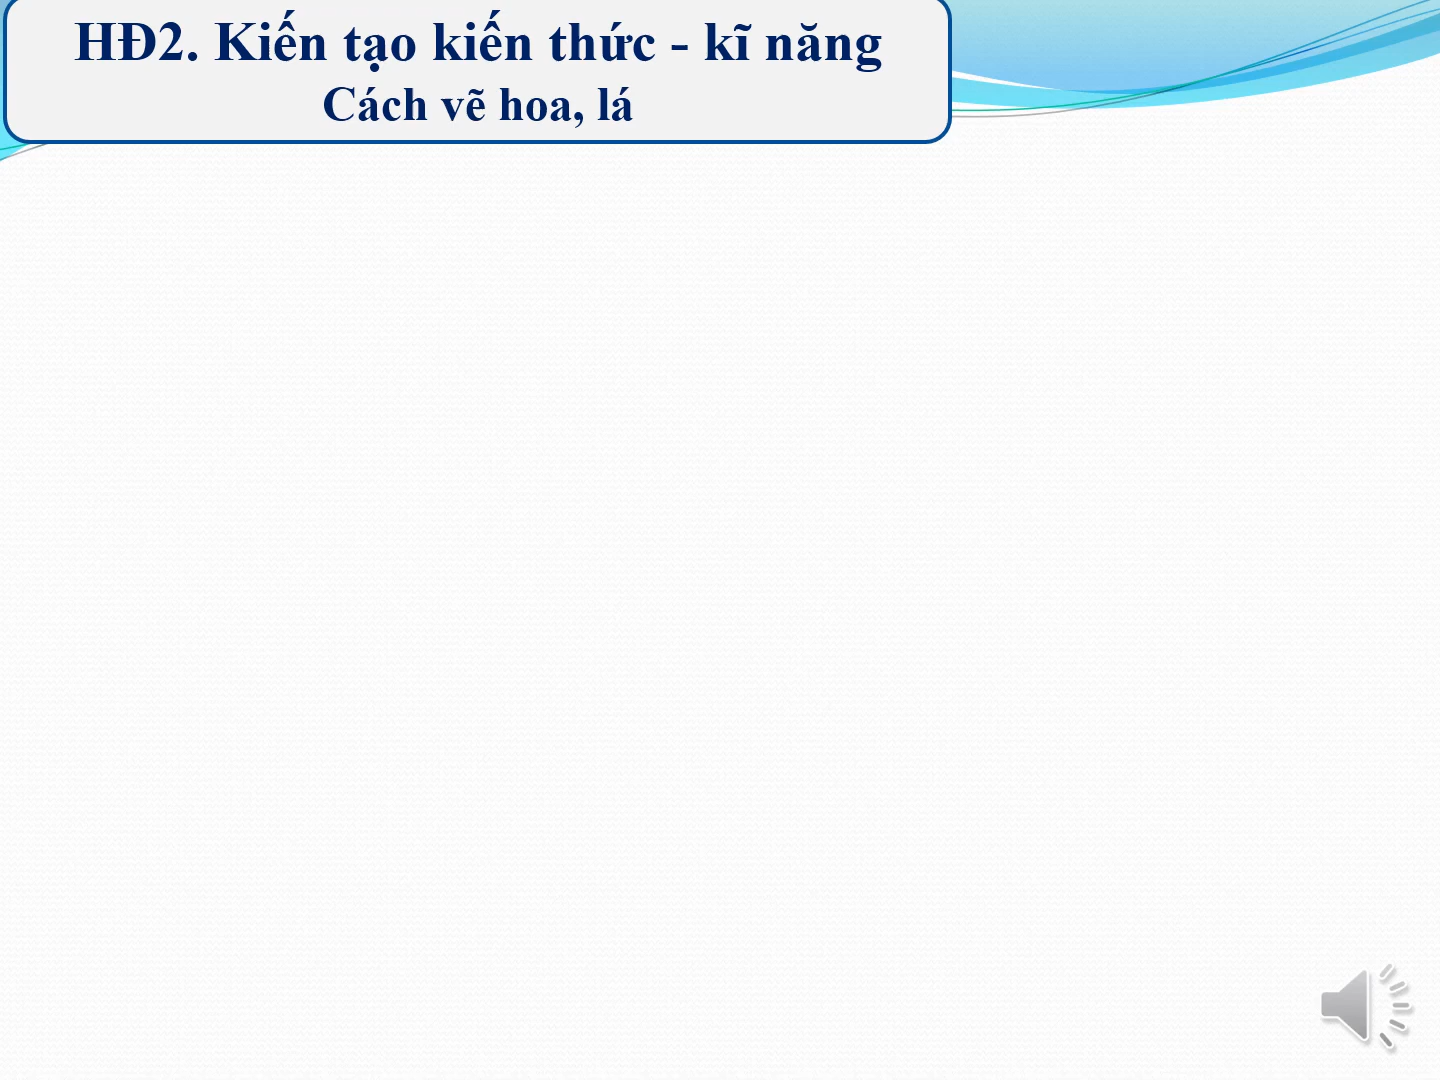 HĐ2. Kiến tạo kiến thức - kĩ năng
Cách vẽ hoa, lá